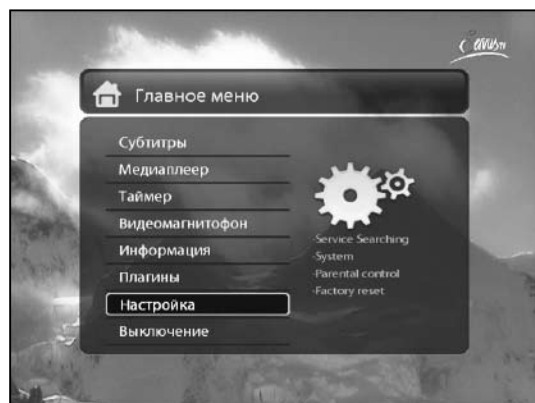 Главное меню
Субтитры
Медиаплеер
Таймер
Видеомагнитофон
Информация
Плагины
Настройка
Выключение
-Service Searching
-System
-Parental control
-Factory reset